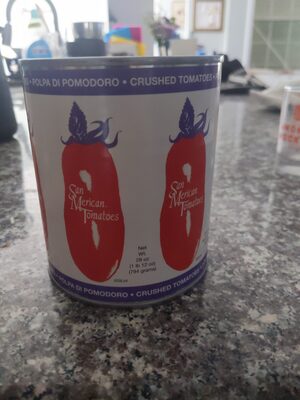 • POLPA DI POMODORO • CRUSHED TOMATOES •
San
Merican
Tomatoes
San
Merican
Tomatoes
Net
Wt.
28 oz
(1 lb. 12 oz)
(794 grams)
• POLPA DI POMODORO • CRUSHED TOMATOES